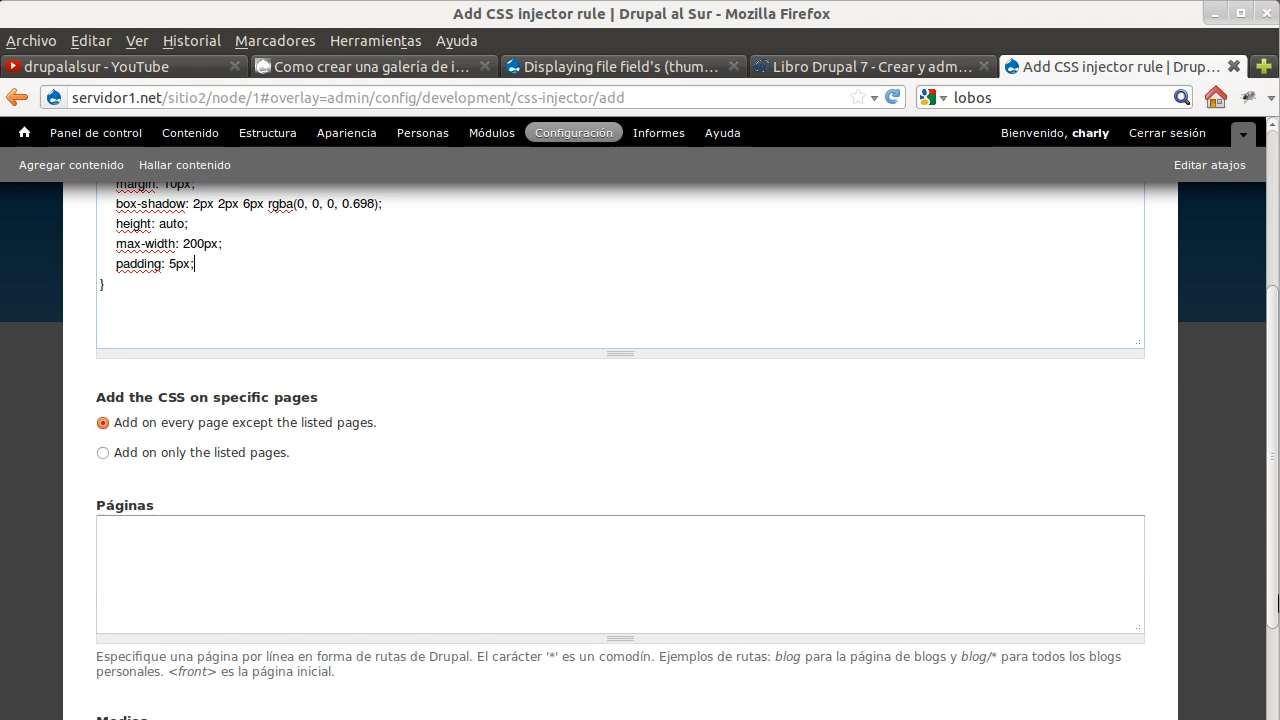 Add CSS injector rule | Drupal al Sur - Mozilla Firefox
Archivo Editar Ver Historial Marcadores Herramientas Ayuda
drupalalsur - YouTube Como crear una galería de i... Displaying file field's (thum... Libro Drupal 7 - Crear y adm... Add CSS injector rule | Drup...
servidor1.net/sitio2/node/1#overlay=admin/config/development/css-injector/add lobos
Panel de control Contenido Estructura Apariencia Personas Módulos Configuración Informes Ayuda Bienvenido, charly Cerrar sesión
Agregar contenido Hallar contenido Editar atajos
margin: 10px;
box-shadow: 2px 2px 6px rgba(0, 0, 0, 0.698);
height: auto;
max-width: 200px;
padding: 5px;
}
Add the CSS on specific pages
Add on every page except the listed pages.
Add on only the listed pages.
Páginas
Especifique una página por línea en forma de rutas de Drupal. El carácter '*' es un comodín. Ejemplos de rutas: blog para la página de blogs y blog/* para todos los blogs
personales. <front> es la página inicial.
Medios